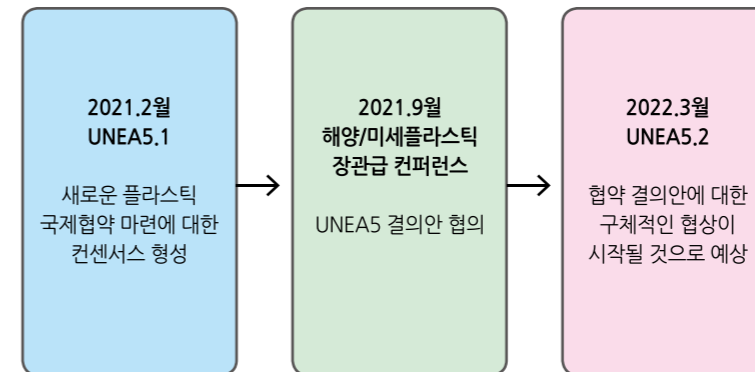 2021.2월
UNEA5.1
새로운 플라스틱
국제협약 마련에 대한
컨센서스 형성
2021.9월
해양/미세플라스틱
장관급 컨퍼런스
UNEA5 결의안 협의
2022.3월
UNEA5.2
협약 결의안에 대한
구체적인 협상이
시작될 것으로 예상